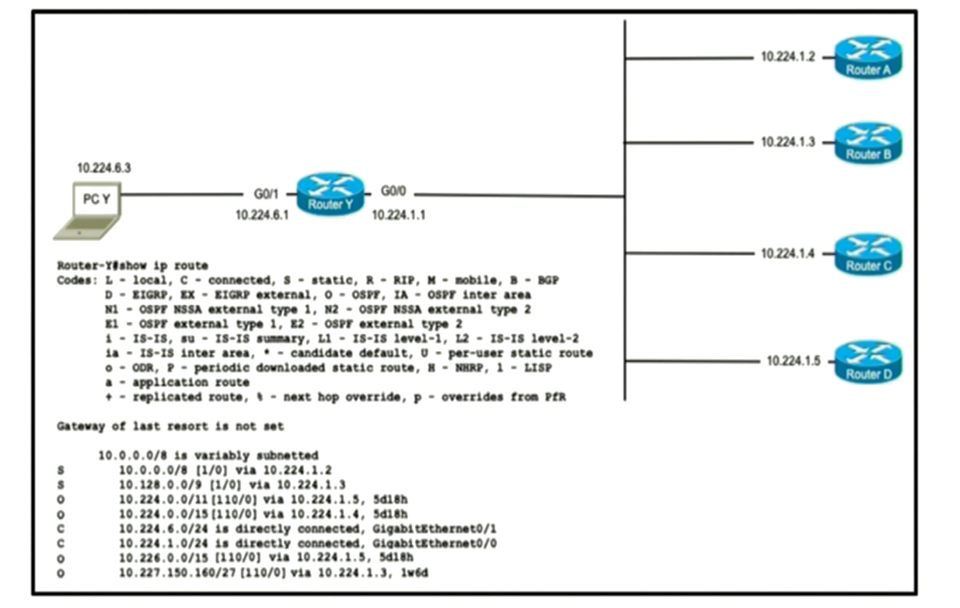 10.224.1.2
Router A
10.224.1.3
Router B
10.224.6.3
PC Y
G0/1
10.224.6.1
Router Y
G0/0
10.224.1.1
10.224.1.4
Router C
10.224.1.5
Router D
Router-Y#show ip route
Codes: L - local, C - connected, S - static, R - RIP, M - mobile, B - BGP
D - EIGRP, EX - EIGRP external, O - OSPF, IA - OSPF inter area
N1 - OSPF NSSA external type 1, N2 - OSPF NSSA external type 2
E1 - OSPF external type 1, E2 - OSPF external type 2
i - IS-IS, su - IS-IS summary, L1 - IS-IS level-1, L2 - IS-IS level-2
ia - IS-IS inter area, * - candidate default, U - per-user static route
o - ODR, P - periodic downloaded static route, H - NHRP, l - LISP
a - application route
+ - replicated route, % - next hop override, p - overrides from PfR
Gateway of last resort is not set
10.0.0.0/8 is variably subnetted
S 10.0.0.0/8 [1/0] via 10.224.1.2
S 10.128.0.0/9 [1/0] via 10.224.1.3
O 10.224.0.0/11 [110/0] via 10.224.1.5, 5d18h
O 10.224.0.0/15 [110/0] via 10.224.1.4, 5d18h
C 10.224.6.0/24 is directly connected, GigabitEthernet0/1
C 10.224.1.0/24 is directly connected, GigabitEthernet0/0
O 10.226.0.0/15 [110/0] via 10.224.1.5, 5d18h
O 10.227.150.160/27 [110/0] via 10.224.1.3, 1w6d